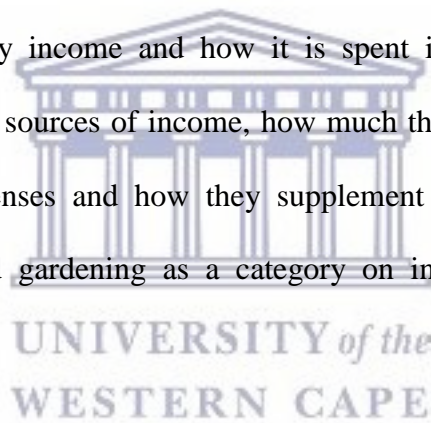 y income and how it is spent i
sources of income, how much th
enses and how they supplement
gardening as a category on in
UNIVERSITY of the
WESTERN CAPE